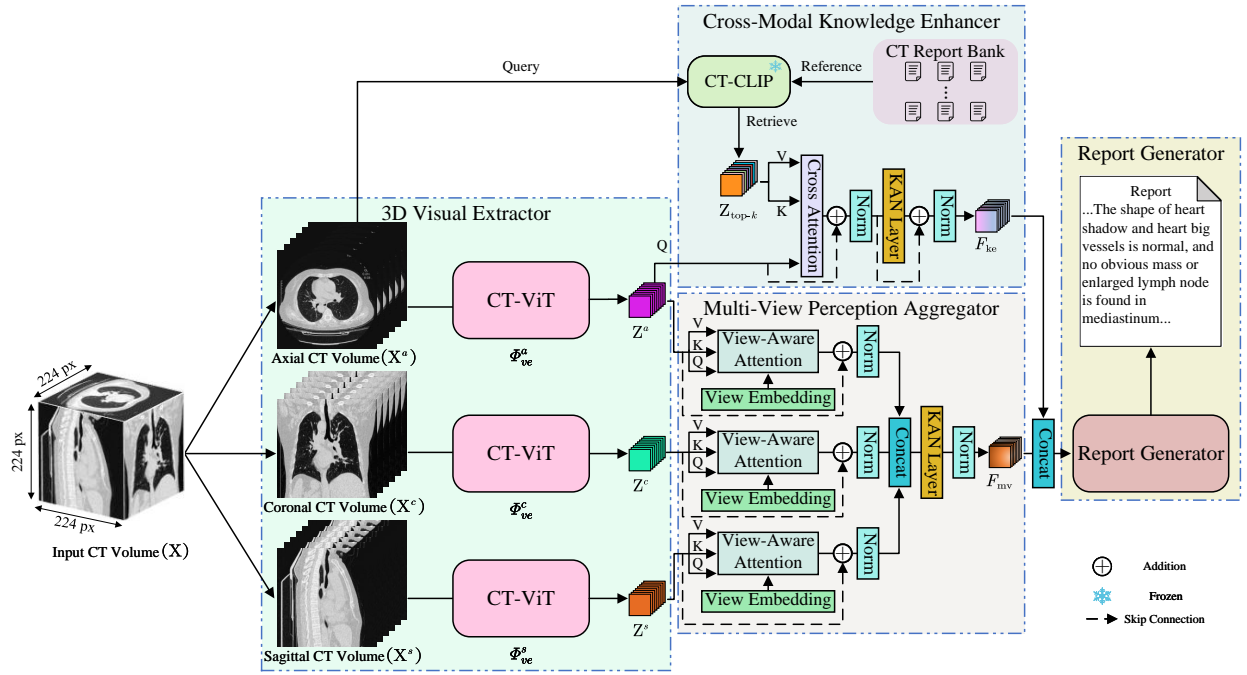 Cross-Modal Knowledge Enhancer
CT Report Bank
Query
Reference
CT-CLIP
Retrieve
V
K
Z_top-k
Cross Attention
Norm
KAN Layer
Norm
F_ke
Q
3D Visual Extractor
CT-ViT
Z^a
Axial CT Volume(X^a)
Φ^a_ve
CT-ViT
Z^c
Coronal CT Volume(X^c)
Φ^c_ve
CT-ViT
Z^s
Sagittal CT Volume(X^s)
Φ^s_ve
224 px
224 px
224 px
Input CT Volume(X)
Multi-View Perception Aggregator
V
K
Q
View-Aware
Attention
View Embedding
Norm
V
K
Q
View-Aware
Attention
View Embedding
Norm
V
K
Q
View-Aware
Attention
View Embedding
Norm
Concat
KAN Layer
Norm
F_mv
Concat
Report Generator
Report
...The shape of heart
shadow and heart big
vessels is normal, and
no obvious mass or
enlarged lymph node
is found in
mediastinum...
Report Generator
Addition
Frozen
Skip Connection